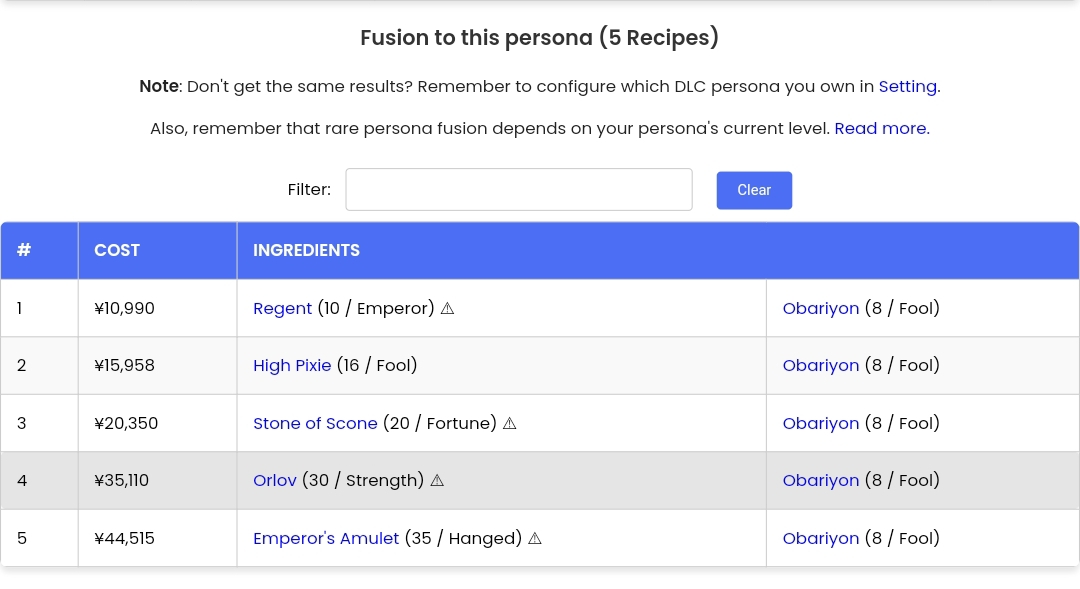 Fusion to this persona (5 Recipes)
Note: Don't get the same results? Remember to configure which DLC persona you own in Setting.
Also, remember that rare persona fusion depends on your persona's current level. Read more.
Filter: Clear
# COST INGREDIENTS
1 ¥10,990 Regent (10 / Emperor) ⚠ Obariyon (8 / Fool)
2 ¥15,958 High Pixie (16 / Fool) Obariyon (8 / Fool)
3 ¥20,350 Stone of Scone (20 / Fortune) ⚠ Obariyon (8 / Fool)
4 ¥35,110 Orlov (30 / Strength) ⚠ Obariyon (8 / Fool)
5 ¥44,515 Emperor's Amulet (35 / Hanged) ⚠ Obariyon (8 / Fool)